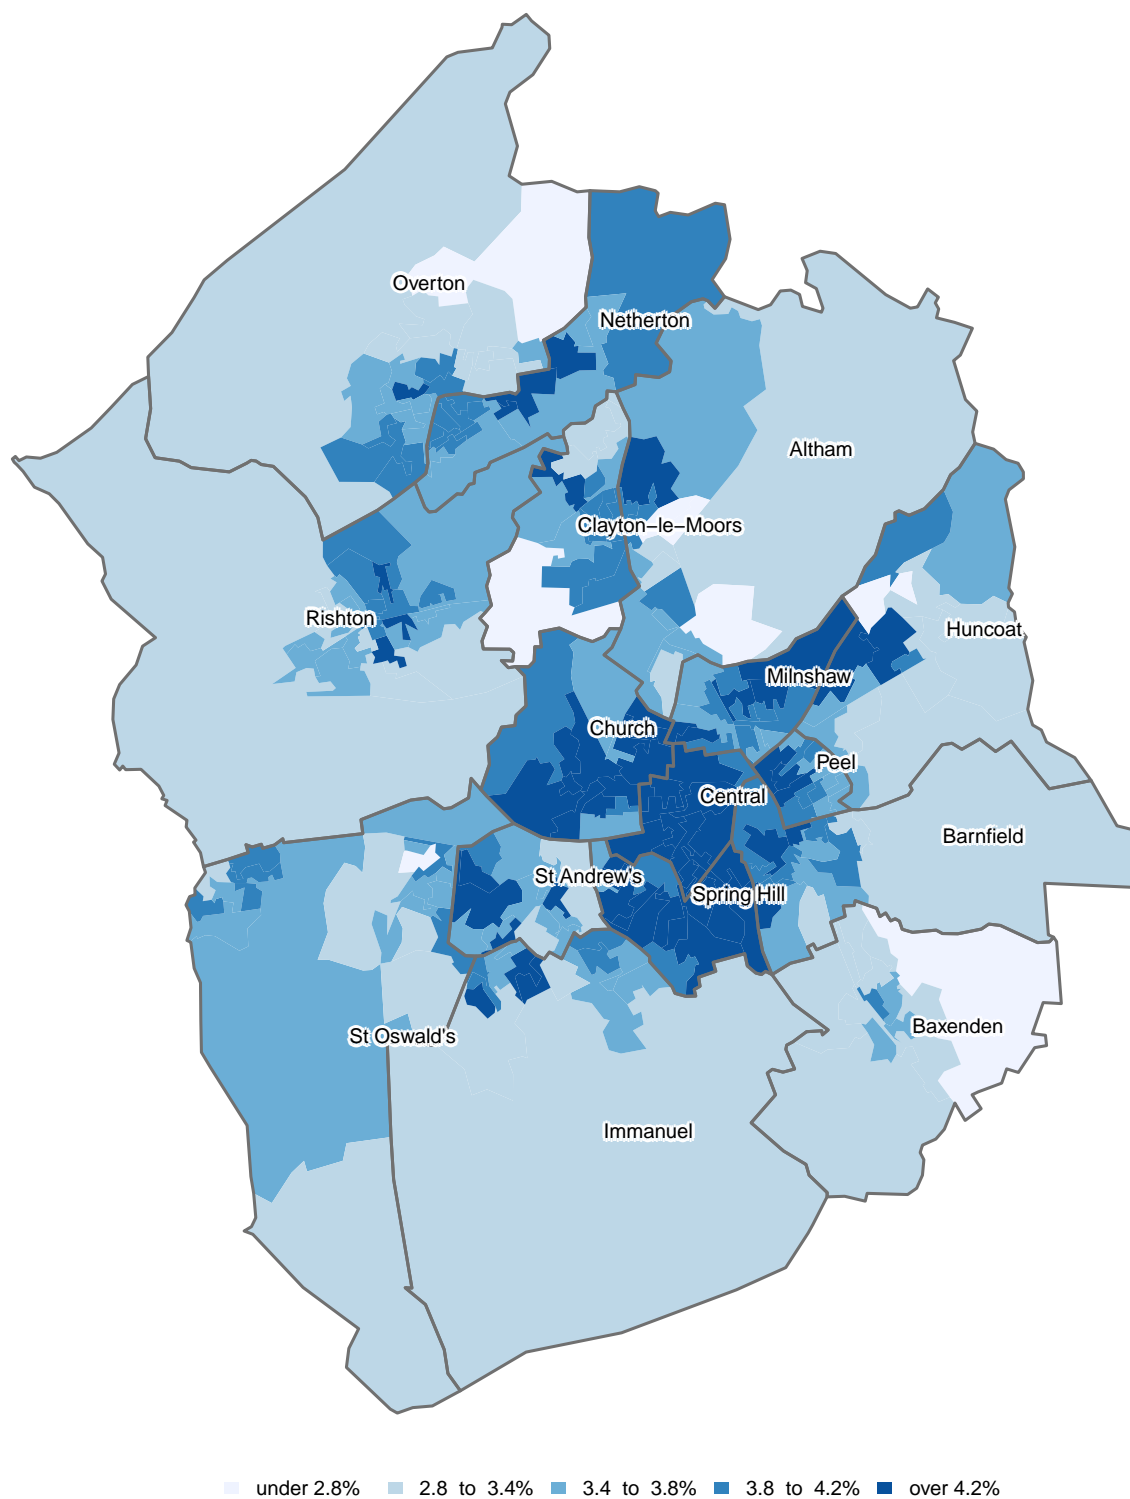 Overton
Netherton
Altham
Clayton−le−Moors
Rishton
Huncoat
Milnshaw
Church
Peel
Central
Barnfield
St Andrew's
Spring Hill
Baxenden
St Oswald's
Immanuel
under 2.8% 2.8 to 3.4% 3.4 to 3.8% 3.8 to 4.2% over 4.2%